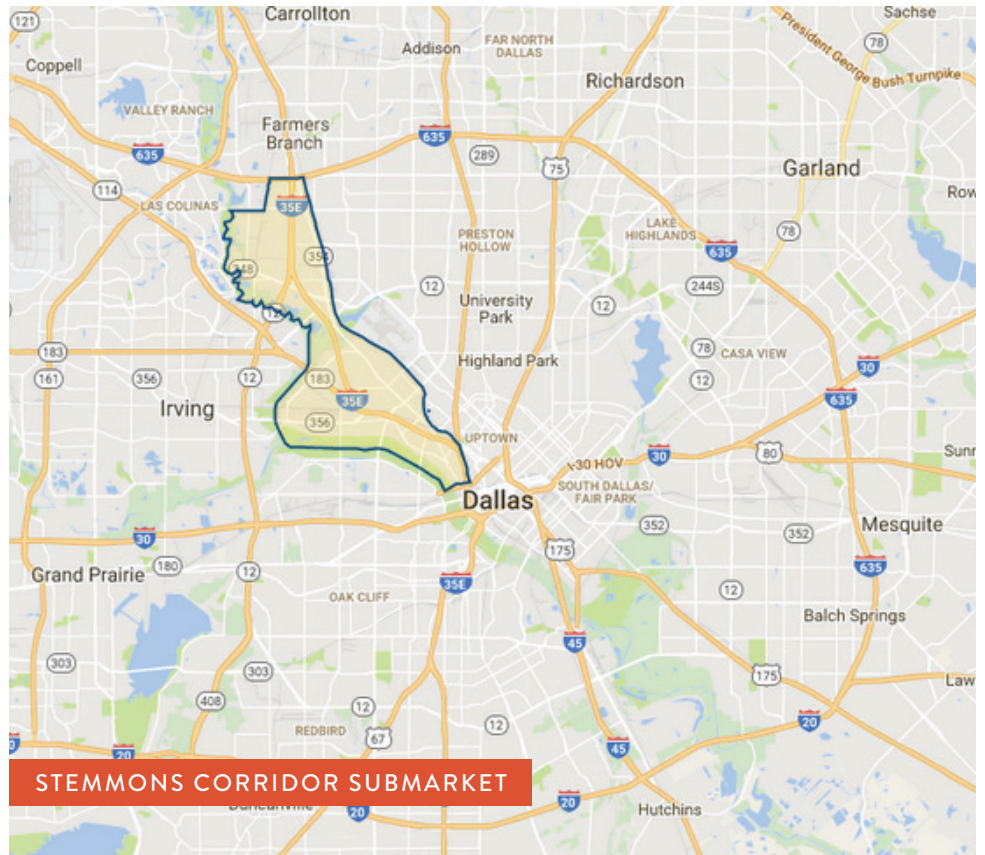 Carrollton
Sachse
121
Addison
FAR NORTH
DALLAS
78
President George Bush Turnpike
Coppell
Richardson
VALLEY RANCH
Farmers
Branch
635
635
289
75
Garland
114
Row
LAS COLINAS
35E
LAKE
HIGHLANDS
78
PRESTON
HOLLOW
635
348
12
244S
University
Park
12
12
183
Highland Park
78
CASA VIEW
30
161
356
12
183
12
35E
635
Irving
356
UPTOWN
30
80
Sunn
I-30 HOV
SOUTH DALLAS/
FAIR PARK
Dallas
352
352
Mesquite
30
175
180
635
Grand Prairie
12
35E
12
OAK CLIFF
Balch Springs
45
303
303
175
Law
408
12
20
REDBIRD
67
12
45
20
STEMMONS CORRIDOR SUBMARKET
Duncanville
20
20
Hutchins